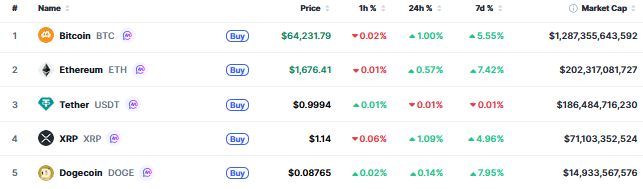 # Name Price 1h % 24h % 7d % Market Cap
1 Bitcoin BTC Buy $64,231.79 0.02% 1.00% 5.55% $1,287,355,643,592
2 Ethereum ETH Buy $1,676.41 0.01% 0.57% 7.42% $202,317,081,727
3 Tether USDT Buy $0.9994 0.01% 0.01% 0.01% $186,484,716,230
4 XRP XRP Buy $1.14 0.06% 1.09% 4.96% $71,103,352,524
5 Dogecoin DOGE Buy $0.08765 0.02% 0.14% 7.95% $14,933,567,576